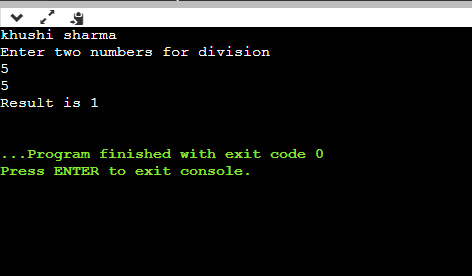 khushi sharma
Enter two numbers for division
5
5
Result is 1
...Program finished with exit code 0
Press ENTER to exit console.